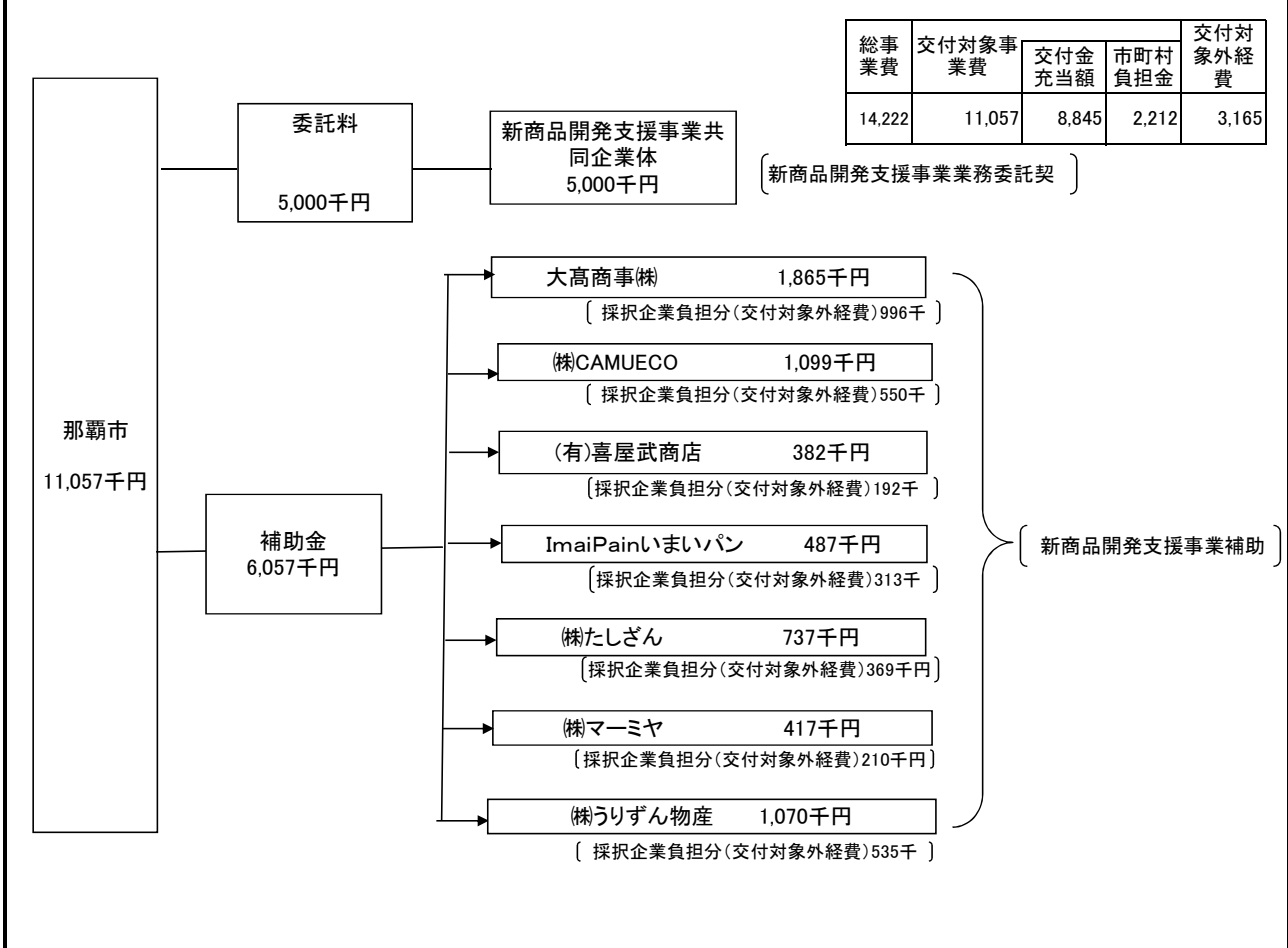 総事
業費
交付対象事
業費
交付金
充当額
市町村
負担金
交付対
象外経
費
14,222
11,057
8,845
2,212
3,165
那覇市
11,057千円
委託料
5,000千円
新商品開発支援事業共
同企業体
5,000千円
新商品開発支援事業業務委託契
補助金
6,057千円
大髙商事㈱ 1,865千円
採択企業負担分(交付対象外経費)996千
㈱CAMUECO 1,099千円
採択企業負担分(交付対象外経費)550千
(有)喜屋武商店 382千円
採択企業負担分(交付対象外経費)192千
ImaiPainいまいパン 487千円
採択企業負担分(交付対象外経費)313千
㈱たしざん 737千円
採択企業負担分(交付対象外経費)369千円
㈱マーミヤ 417千円
採択企業負担分(交付対象外経費)210千円
㈱うりずん物産 1,070千円
採択企業負担分(交付対象外経費)535千
新商品開発支援事業補助